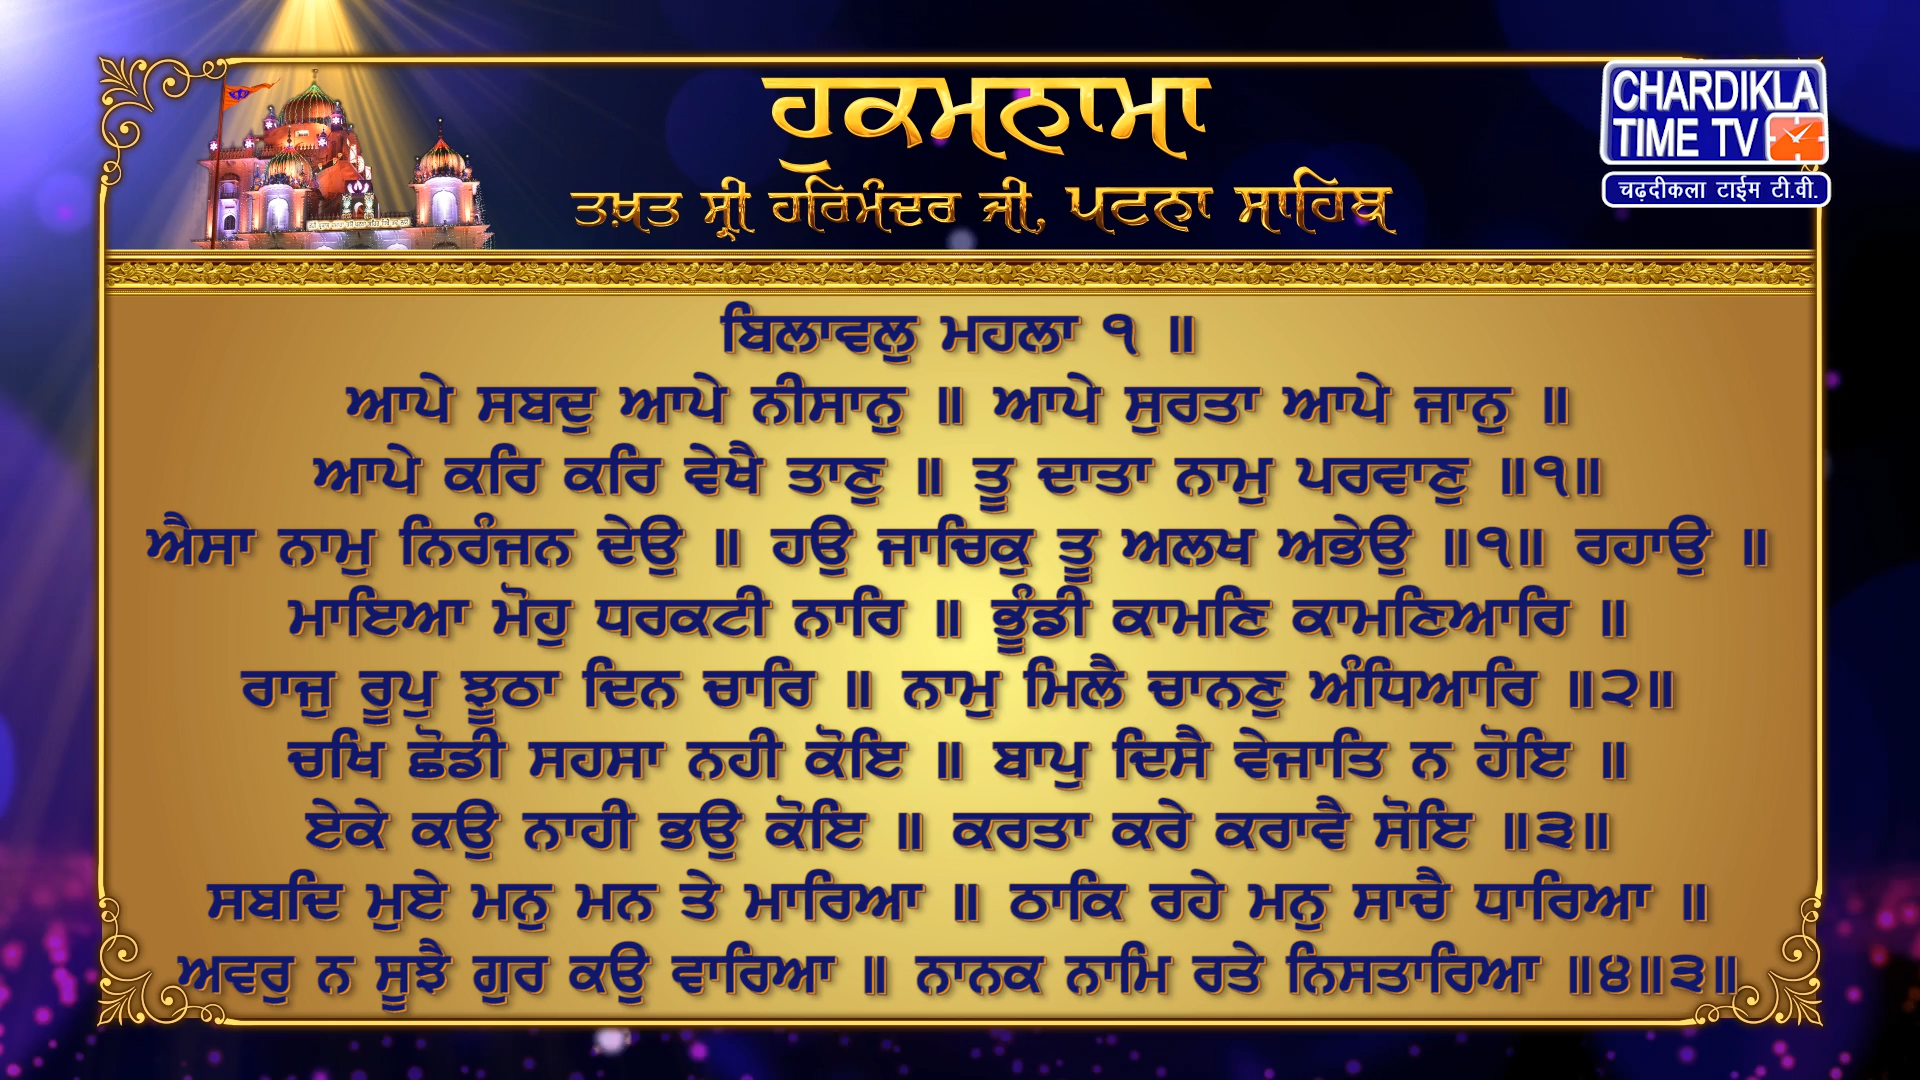 ਹੁਕਮਨਾਮਾ
ਤਖ਼ਤ ਸ੍ਰੀ ਹਰਿਮੰਦਰ ਜੀ, ਪਟਨਾ ਸਾਹਿਬ
CHARDIKLA
TIME TV
चढ़दीकला टाईम टी.वी.
ਬਿਲਾਵਲੁ ਮਹਲਾ ੧ ॥
ਆਪੇ ਸਬਦੁ ਆਪੇ ਨੀਸਾਨੁ ॥ ਆਪੇ ਸੁਰਤਾ ਆਪੇ ਜਾਨੁ ॥
ਆਪੇ ਕਰਿ ਕਰਿ ਵੇਖੈ ਤਾਣੁ ॥ ਤੂ ਦਾਤਾ ਨਾਮੁ ਪਰਵਾਣੁ ॥੧॥
ਐਸਾ ਨਾਮੁ ਨਿਰੰਜਨ ਦੇਉ ॥ ਹਉ ਜਾਚਿਕੁ ਤੂ ਅਲਖ ਅਭੇਉ ॥੧॥ ਰਹਾਉ ॥
ਮਾਇਆ ਮੋਹੁ ਧਰਕਟੀ ਨਾਰਿ ॥ ਭੂੰਡੀ ਕਾਮਣਿ ਕਾਮਣਿਆਰਿ ॥
ਰਾਜੁ ਰੂਪੁ ਝੂਠਾ ਦਿਨ ਚਾਰਿ ॥ ਨਾਮੁ ਮਿਲੈ ਚਾਨਣੁ ਅੰਧਿਆਰਿ ॥੨॥
ਚਖਿ ਛੋਡੀ ਸਹਸਾ ਨਹੀ ਕੋਇ ॥ ਬਾਪੁ ਦਿਸੈ ਵੇਜਾਤਿ ਨ ਹੋਇ ॥
ਏਕੇ ਕਉ ਨਾਹੀ ਭਉ ਕੋਇ ॥ ਕਰਤਾ ਕਰੇ ਕਰਾਵੈ ਸੋਇ ॥੩॥
ਸਬਦਿ ਮੁਏ ਮਨੁ ਮਨ ਤੇ ਮਾਰਿਆ ॥ ਠਾਕਿ ਰਹੇ ਮਨੁ ਸਾਚੈ ਧਾਰਿਆ ॥
ਅਵਰੁ ਨ ਸੂਝੈ ਗੁਰ ਕਉ ਵਾਰਿਆ ॥ ਨਾਨਕ ਨਾਮਿ ਰਤੇ ਨਿਸਤਾਰਿਆ ॥੪॥੩॥